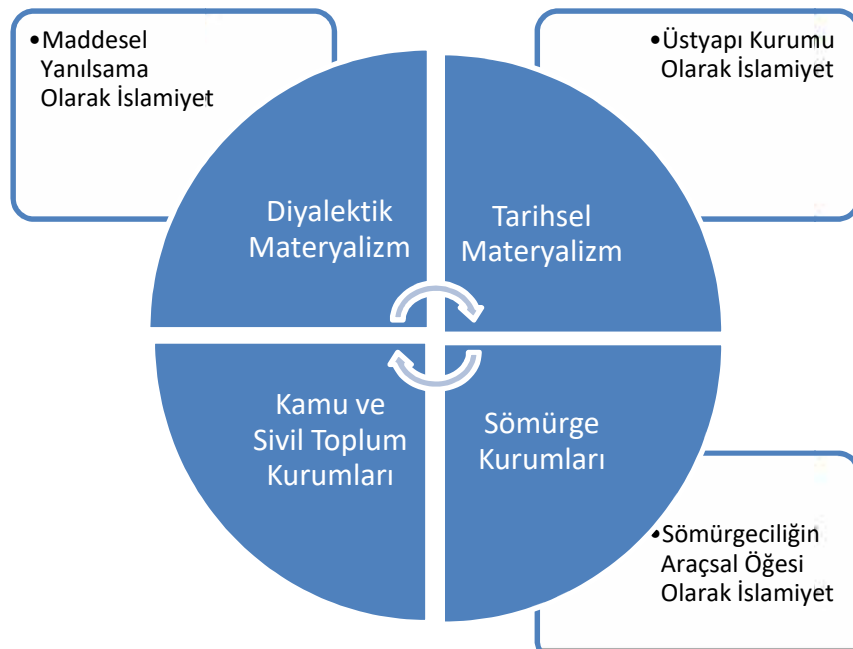 •Maddesel
Yanılsama
Olarak İslamiyet
•Üstyapı Kurumu
Olarak İslamiyet
Diyalektik
Materyalizm
Tarihsel
Materyalizm
Kamu ve
Sivil Toplum
Kurumları
Sömürge
Kurumları
•Sömürgeciliğin
Araçsal Öğesi
Olarak İslamiyet